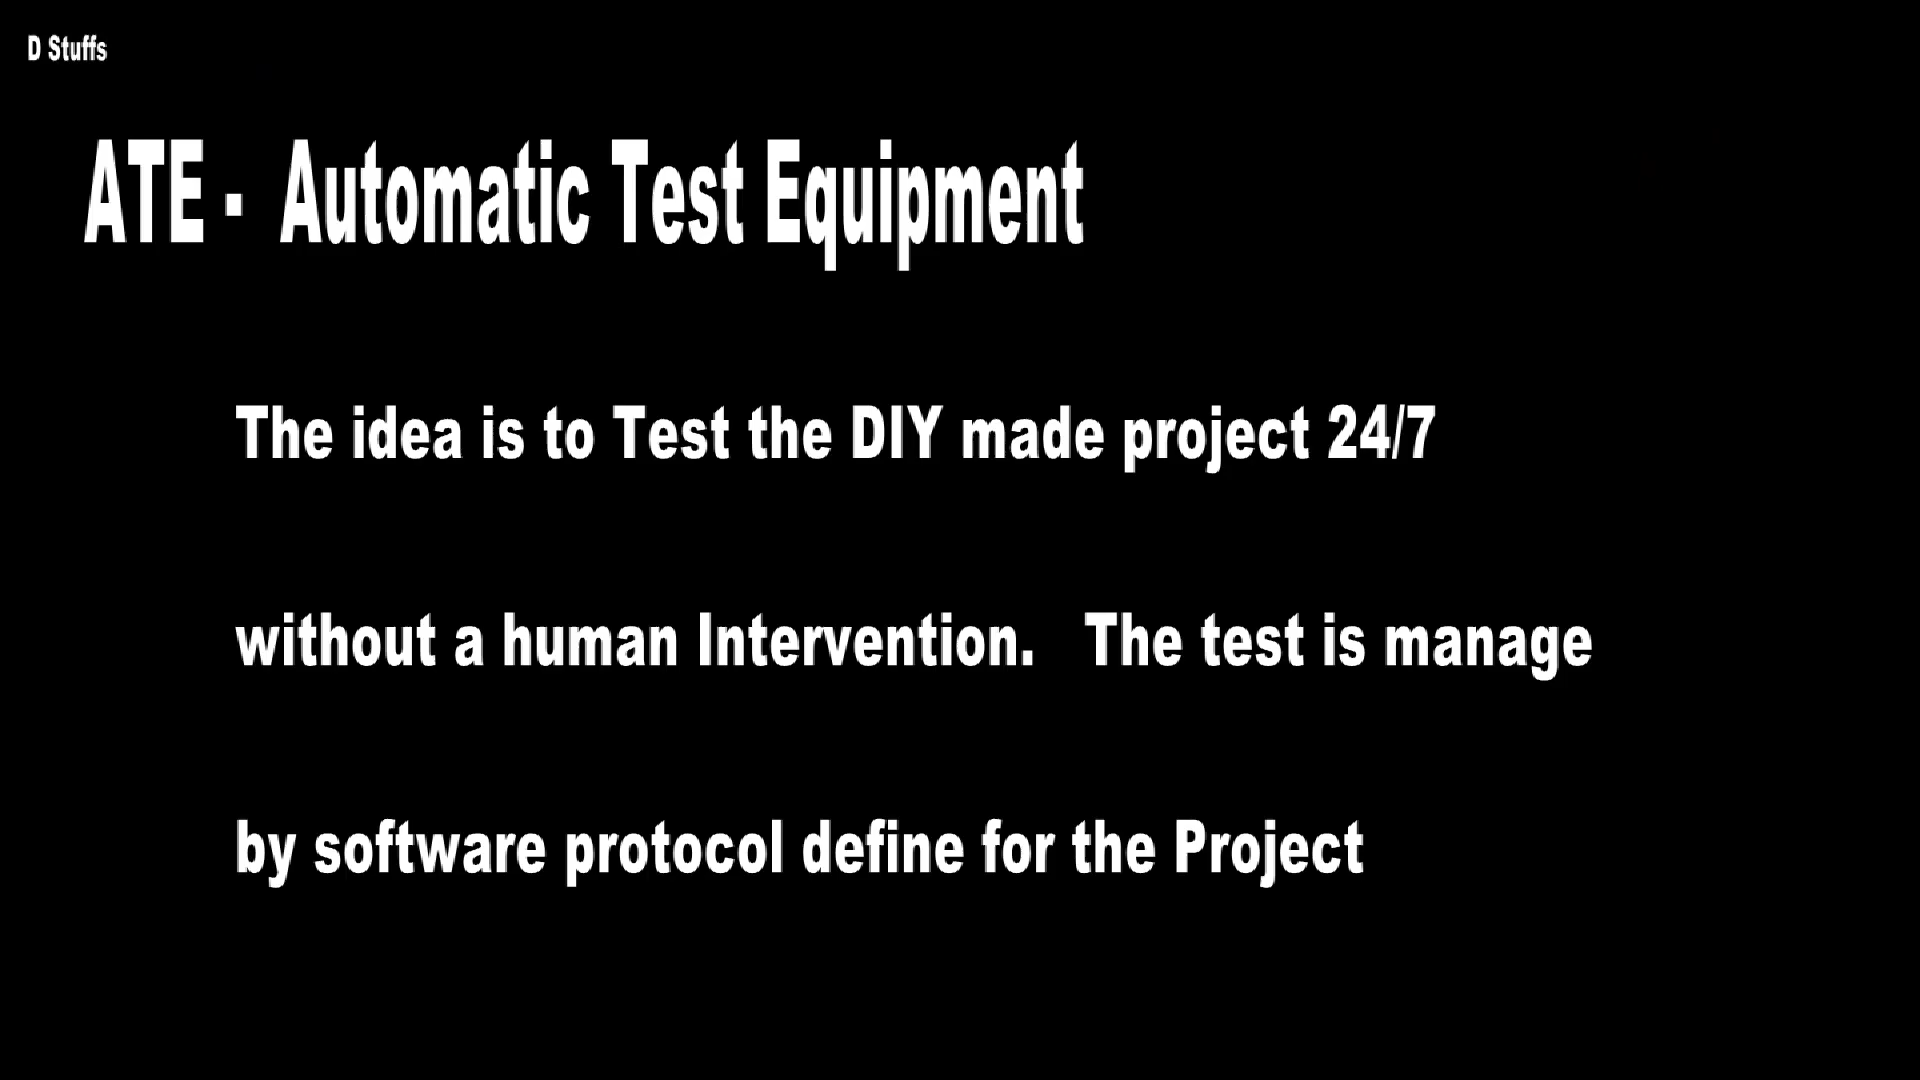 D Stuffs
ATE - Automatic Test Equipment
The idea is to Test the DIY made project 24/7
without a human Intervention. The test is manage
by software protocol define for the Project